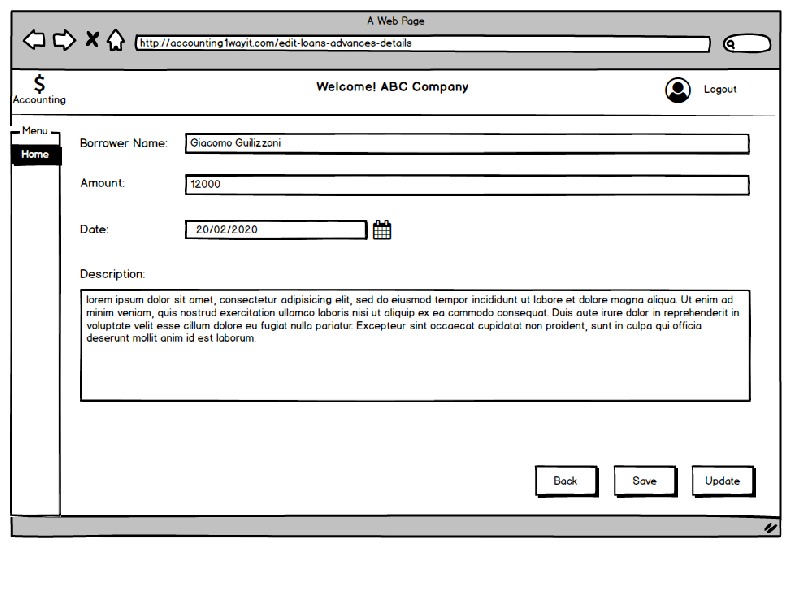 A Web Page
http://accounting1wayit.com/edit-loans-advances-details
$
Accounting
Welcome! ABC Company
Logout
Menu
Home
Borrower Name:
Giacomo Guilizzoni
Amount:
12000
Date:
20/02/2020
Description:
lorem ipsum dolor sit amet, consectetur adipisicing elit, sed do eiusmod tempor incididunt ut labore et dolore magna aliqua. Ut enim ad
minim veniam, quis nostrud exercitation ullamco laboris nisi ut aliquip ex ea commodo consequat. Duis aute irure dolor in reprehenderit in
voluptate velit esse cillum dolore eu fugiat nulla pariatur. Excepteur sint occaecat cupidatat non proident, sunt in culpa qui officia
deserunt mollit anim id est laborum.
Back
Save
Update